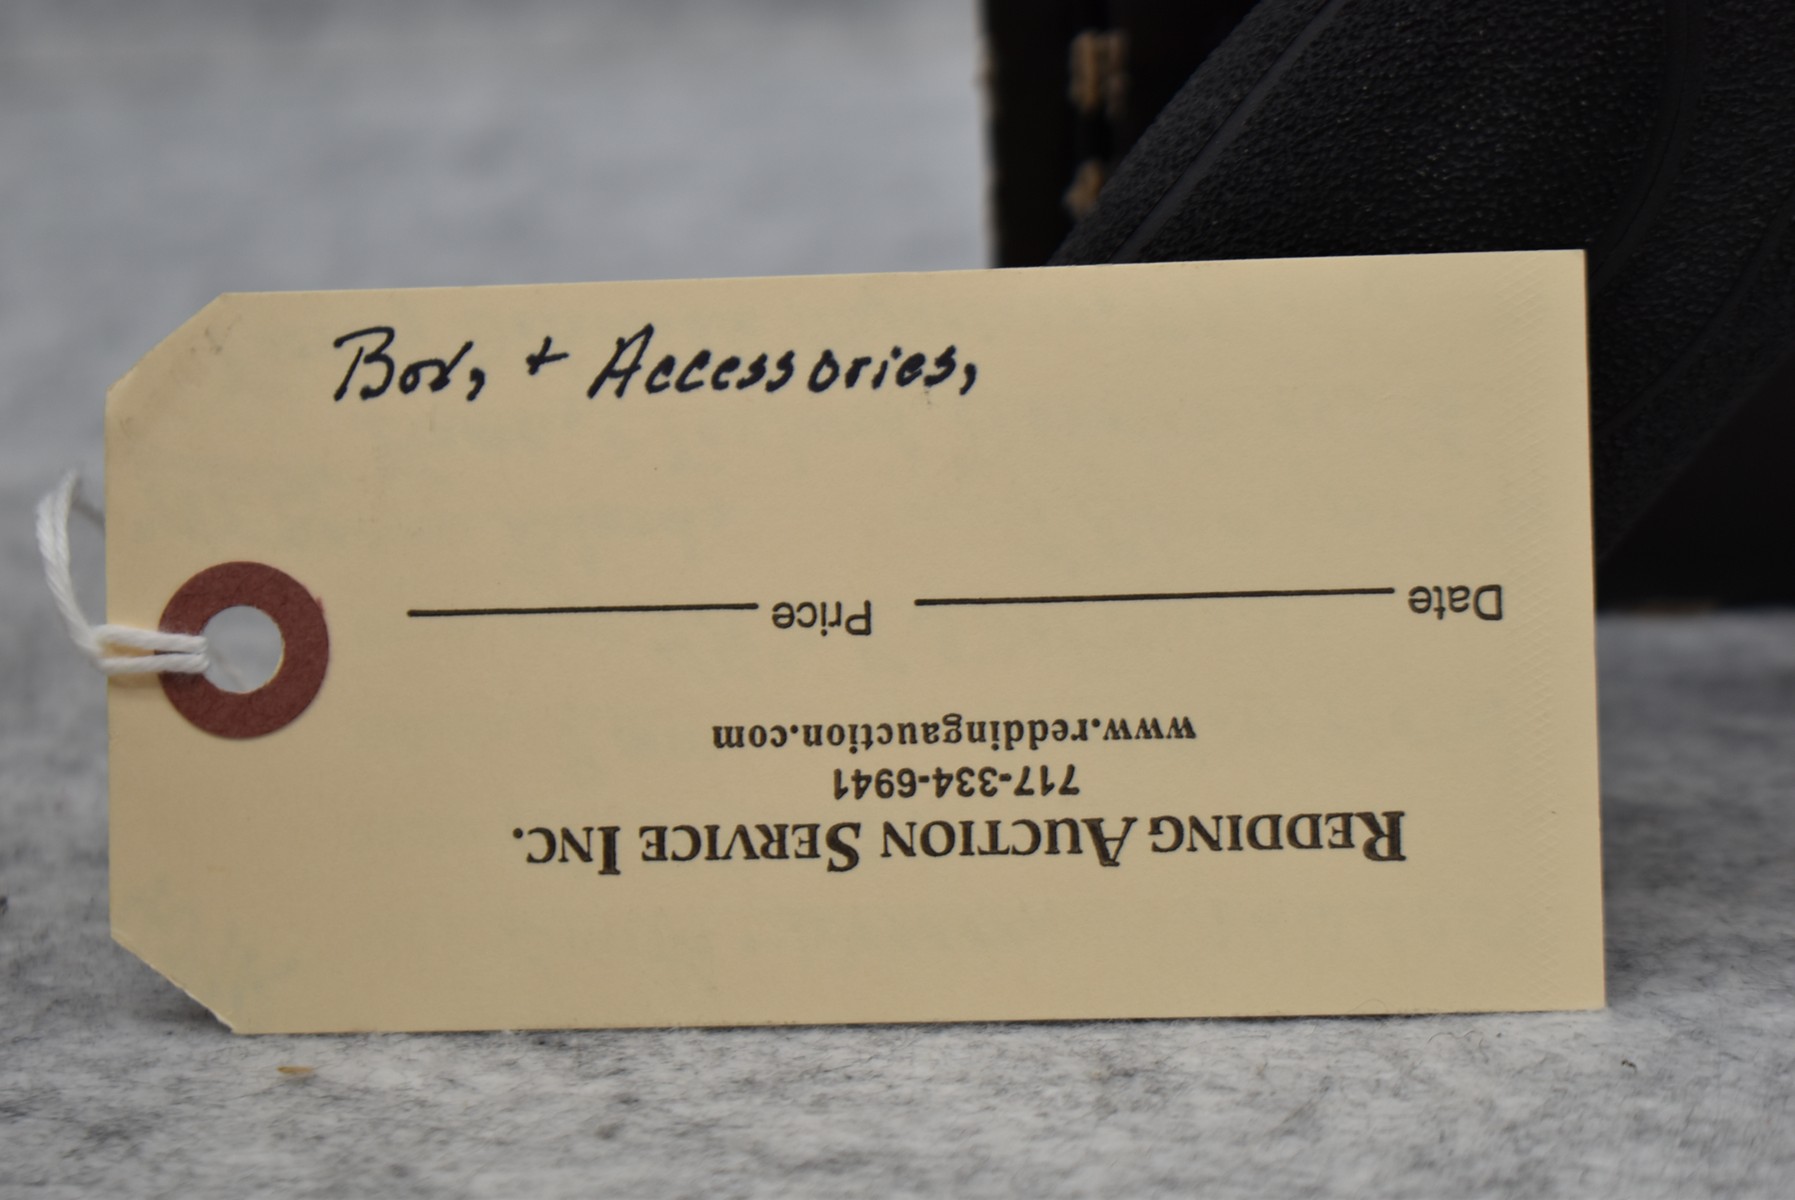 Box, + Accessories,
REDDING AUCTION SERVICE INC.
717-334-6941
www.reddingauction.com
Date Price